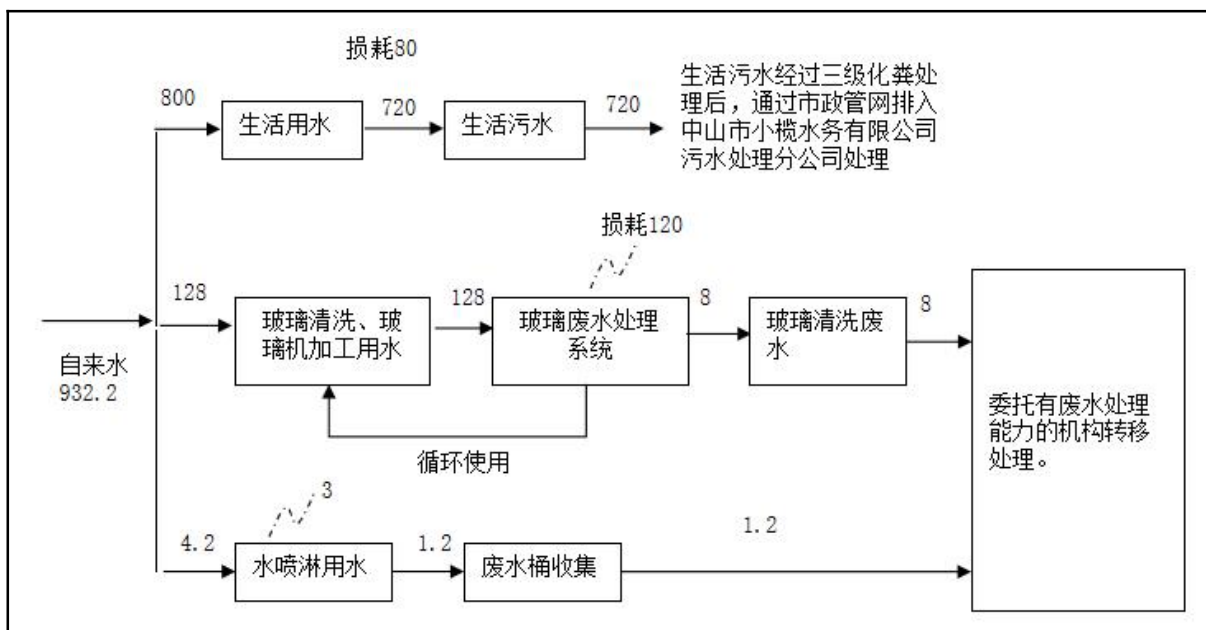 损耗80
800
生活用水
720
生活污水
720
生活污水经过三级化粪处
理后，通过市政管网排入
中山市小榄水务有限公司
污水处理分公司处理
损耗120
128
玻璃清洗、玻
璃机加工用水
128
玻璃废水处理
系统
8
玻璃清洗废
水
8
自来水
932.2
循环使用
委托有废水处理
能力的机构转移
处理。
3
4.2
水喷淋用水
1.2
废水桶收集
1.2